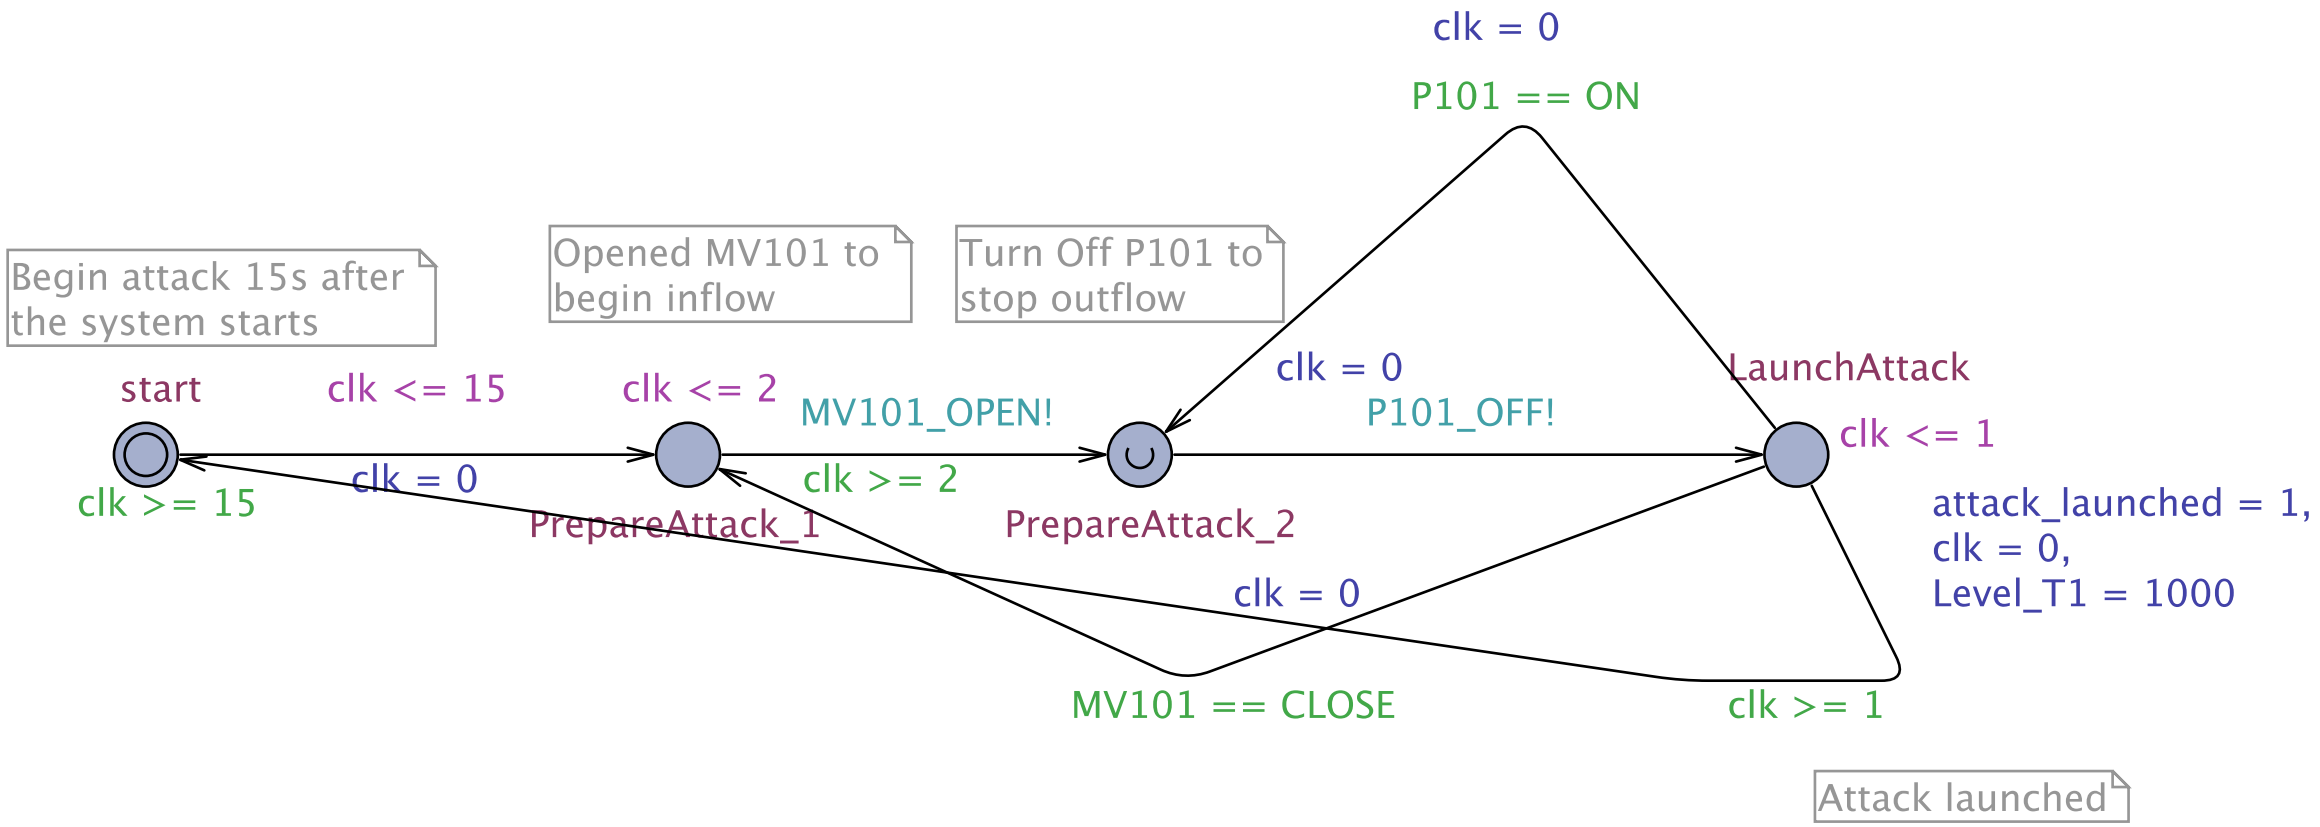 clk = 0
P101 == ON
Begin attack 15s after
the system starts
Opened MV101 to
begin inflow
Turn Off P101 to
stop outflow
start
clk <= 15
clk <= 2
MV101_OPEN!
clk = 0
P101_OFF!
LaunchAttack
clk <= 1
clk >= 15
clk = 0
clk >= 2
PrepareAttack_1
PrepareAttack_2
attack_launched = 1,
clk = 0,
Level_T1 = 1000
clk = 0
MV101 == CLOSE
clk >= 1
Attack launched